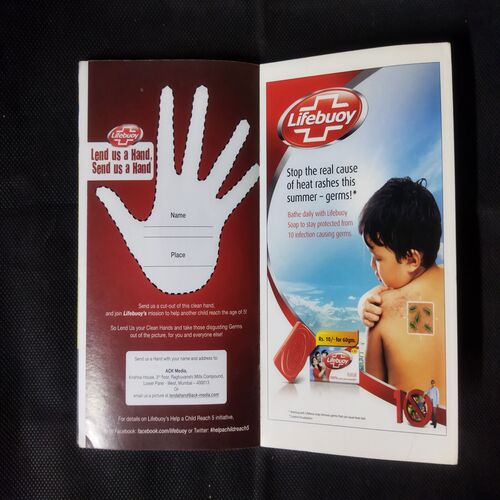 Lifebuoy
Lend us a Hand,
Send us a Hand
Name
Place
Send us a cut-out of this clean hand,
and join Lifebuoy's mission to help another child reach the age of 5!
So Lend Us your Clean Hands and take those disgusting Germs
out of the picture, for you and everyone else!
Send us a Hand with your name and address to:
ACK Media,
Krishna House, 3rd floor, Raghuvanshi Mills Compound,
Lower Parel - West, Mumbai - 400013
OR
email us a picture at lendahand@ack-media.com
For details on Lifebuoy's Help a Child Reach 5 initiative,
Facebook: facebook.com/lifebuoy or Twitter: #helpachildreach5
Lifebuoy
Stop the real cause
of heat rashes this
summer – germs!*
Bathe daily with Lifebuoy
Soap to stay protected from
10 infection causing germs.
Rs. 10/- for 60gm.
Lifebuoy
10